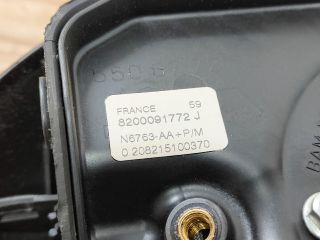 FRANCE 59
8200091772 J
N6763-AA+P/M
0 208215100370